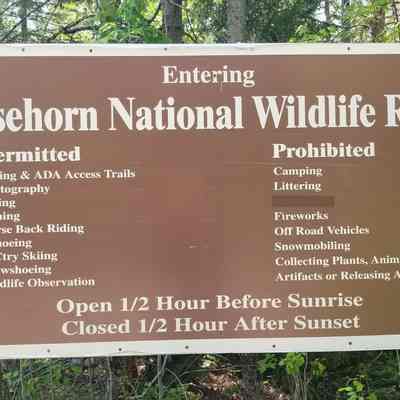 Entering
sehorn National Wildlife R
ermitted
ing & ADA Access Trails
tography
ing
ning
rse Back Riding
noeing
Ctry Skiing
wshoeing
dlife Observation
Prohibited
Camping
Littering
Fireworks
Off Road Vehicles
Snowmobiling
Collecting Plants, Anim
Artifacts or Releasing A
Open 1/2 Hour Before Sunrise
Closed 1/2 Hour After Sunset